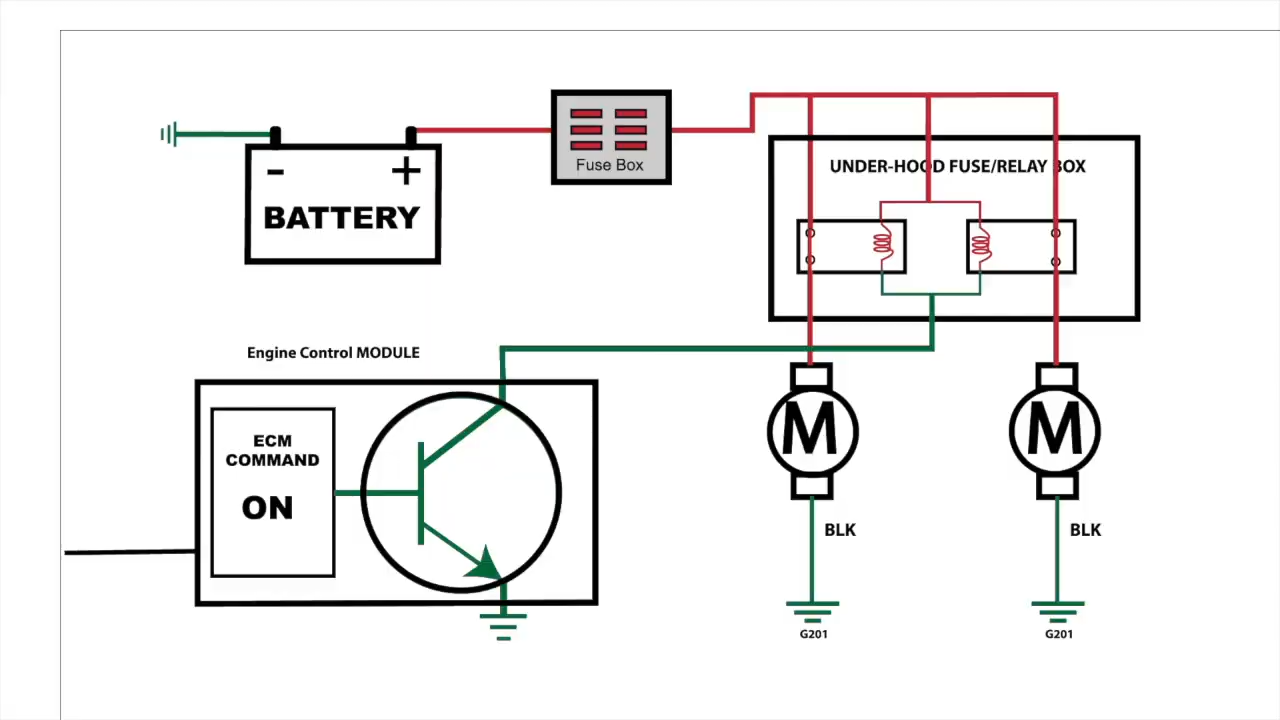 - +
BATTERY
Fuse Box
UNDER-HOOD FUSE/RELAY BOX
Engine Control MODULE
ECM
COMMAND
ON
M
M
BLK
BLK
G201
G201